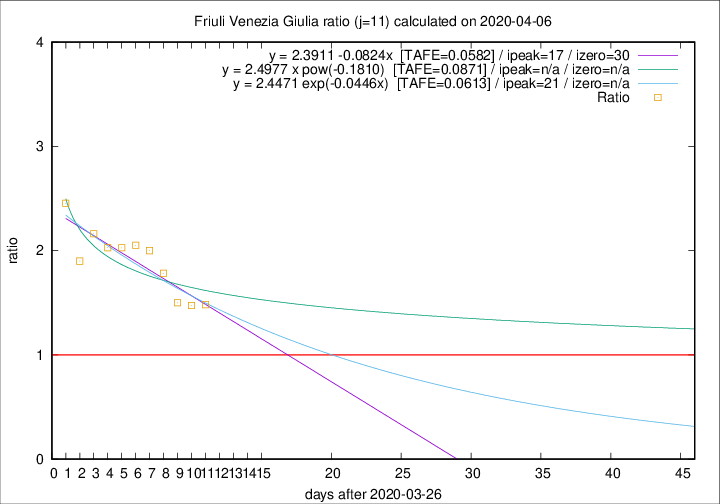 Friuli Venezia Giulia ratio (j=11) calculated on 2020-04-06
y = 2.3911 -0.0824x [TAFE=0.0582] / ipeak=17 / izero=30
y = 2.4977 x pow(-0.1810) [TAFE=0.0871] / ipeak=n/a / izero=n/a
y = 2.4471 exp(-0.0446x) [TAFE=0.0613] / ipeak=21 / izero=n/a
Ratio
4
3
2
1
0
ratio
0 1 2 3 4 5 6 7 8 9 10 11 12 13 14 15 20 25 30 35 40 45
days after 2020-03-26